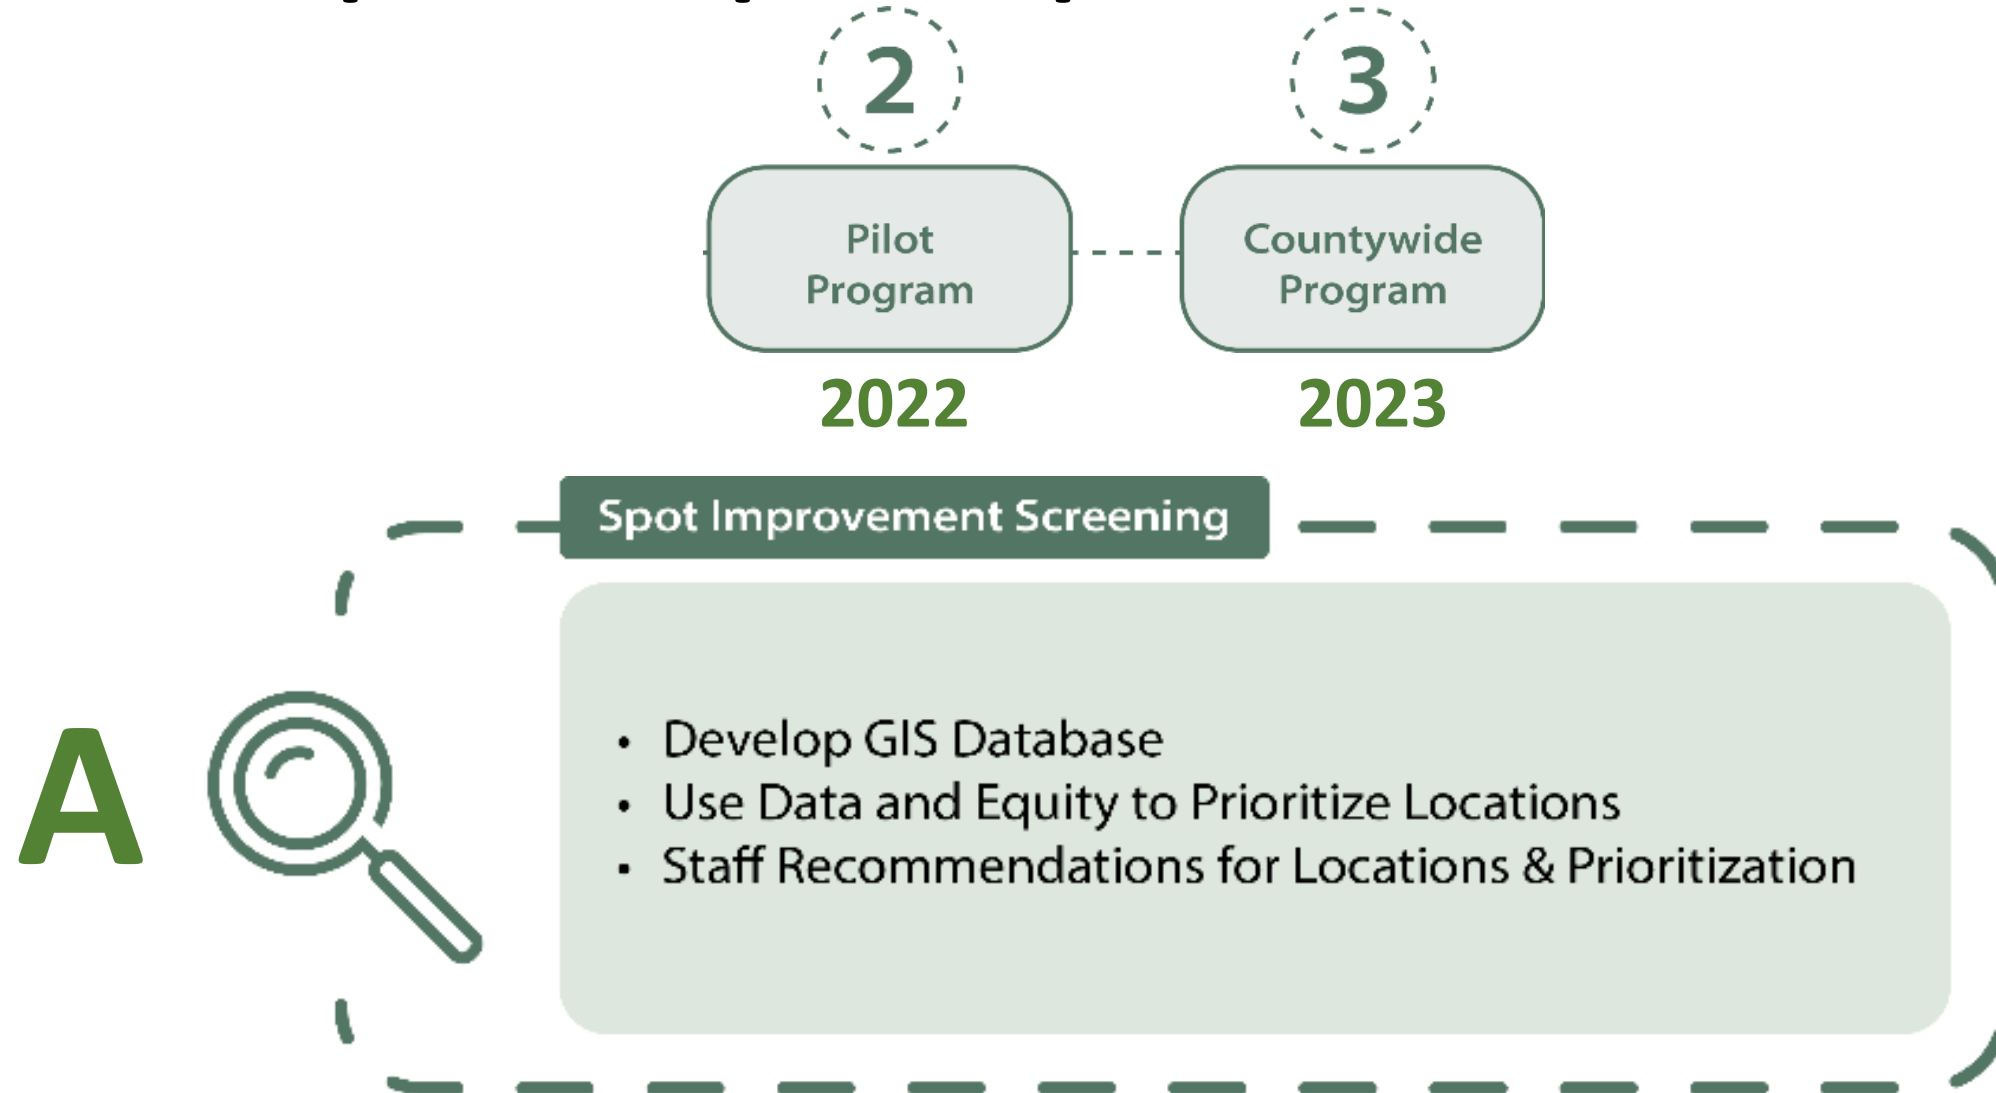 2
3
Pilot
Program
Countywide
Program
2022
2023
Spot Improvement Screening
A
• Develop GIS Database
• Use Data and Equity to Prioritize Locations
• Staff Recommendations for Locations & Prioritization